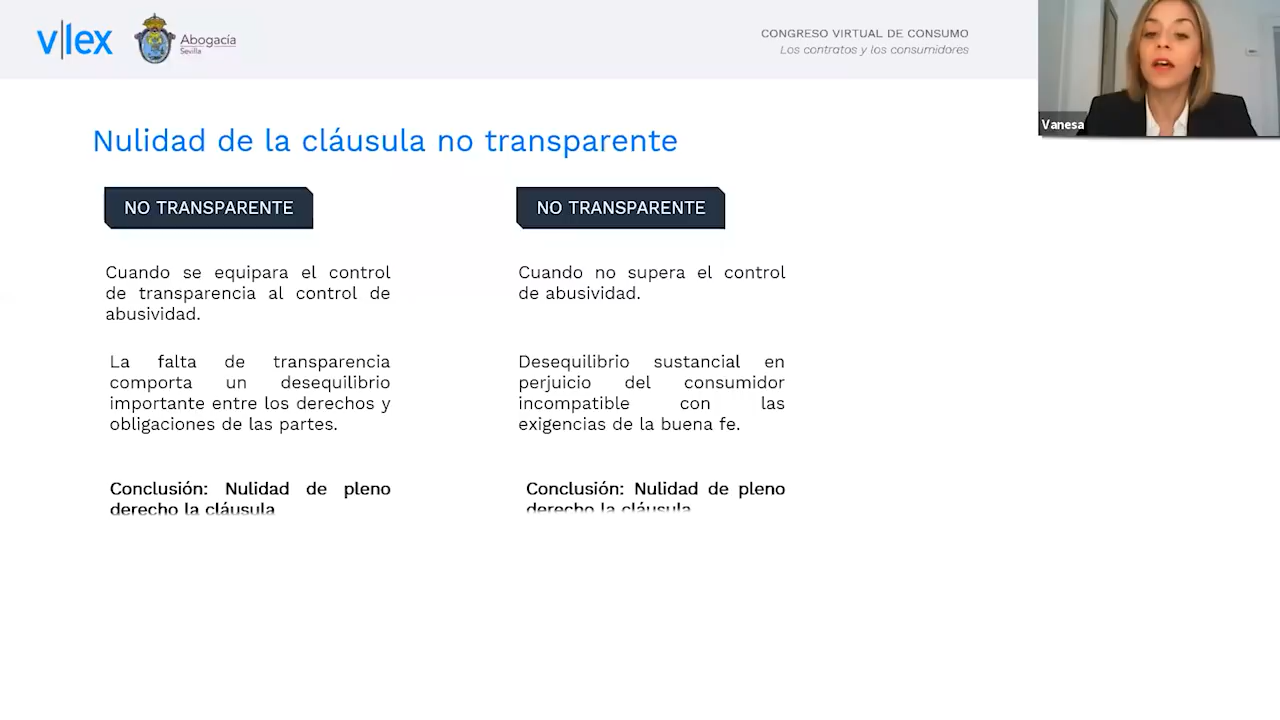 v|lex
Abogacía
Sevilla
CONGRESO VIRTUAL DE CONSUMO
Los contratos y los consumidores
Vanesa
Nulidad de la cláusula no transparente
NO TRANSPARENTE
Cuando se equipara el control
de transparencia al control de
abusividad.
La falta de transparencia
comporta un desequilibrio
importante entre los derechos y
obligaciones de las partes.
Conclusión: Nulidad de pleno
derecho la cláusula
NO TRANSPARENTE
Cuando no supera el control
de abusividad.
Desequilibrio sustancial en
perjuicio del consumidor
incompatible con las
exigencias de la buena fe.
Conclusión: Nulidad de pleno
derecho la cláusula